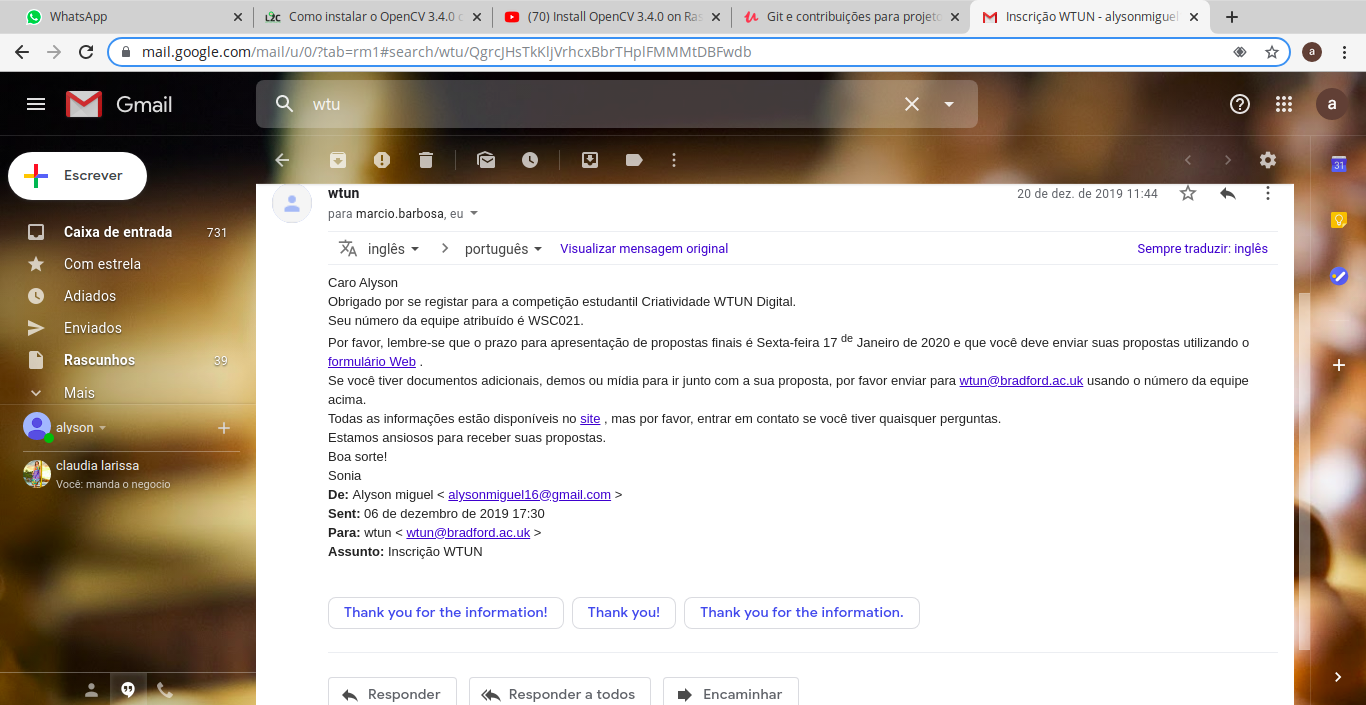 WhatsApp
Como instalar o OpenCV 3.4.0
(70) Install OpenCV 3.4.0 on Ras
Git e contribuições para projeto
Inscrição WTUN - alysonmiguel
mail.google.com/mail/u/0/?tab=rm1#search/wtu/QgrcJHsTkKljVrhcxBbrTHplFMMMtDBFwdb
a
Gmail
wtu
a
Escrever
31
wtun
20 de dez. de 2019 11:44
para marcio.barbosa, eu
Caixa de entrada 731
Com estrela
Adiados
Enviados
Rascunhos 39
Mais
alyson
claudia larissa
Você: manda o negocio
inglês
português
Visualizar mensagem original
Sempre traduzir: inglês
Caro Alyson
Obrigado por se registar para a competição estudantil Criatividade WTUN Digital.
Seu número da equipe atribuído é WSC021.
Por favor, lembre-se que o prazo para apresentação de propostas finais é Sexta-feira 17 de Janeiro de 2020 e que você deve enviar suas propostas utilizando o
formulário Web .
Se você tiver documentos adicionais, demos ou mídia para ir junto com a sua proposta, por favor enviar para wtun@bradford.ac.uk usando o número da equipe
acima.
Todas as informações estão disponíveis no site , mas por favor, entrar em contato se você tiver quaisquer perguntas.
Estamos ansiosos para receber suas propostas.
Boa sorte!
Sonia
De: Alyson miguel < alysonmiguel16@gmail.com >
Sent: 06 de dezembro de 2019 17:30
Para: wtun < wtun@bradford.ac.uk >
Assunto: Inscrição WTUN
Thank you for the information!
Thank you!
Thank you for the information.
Responder
Responder a todos
Encaminhar